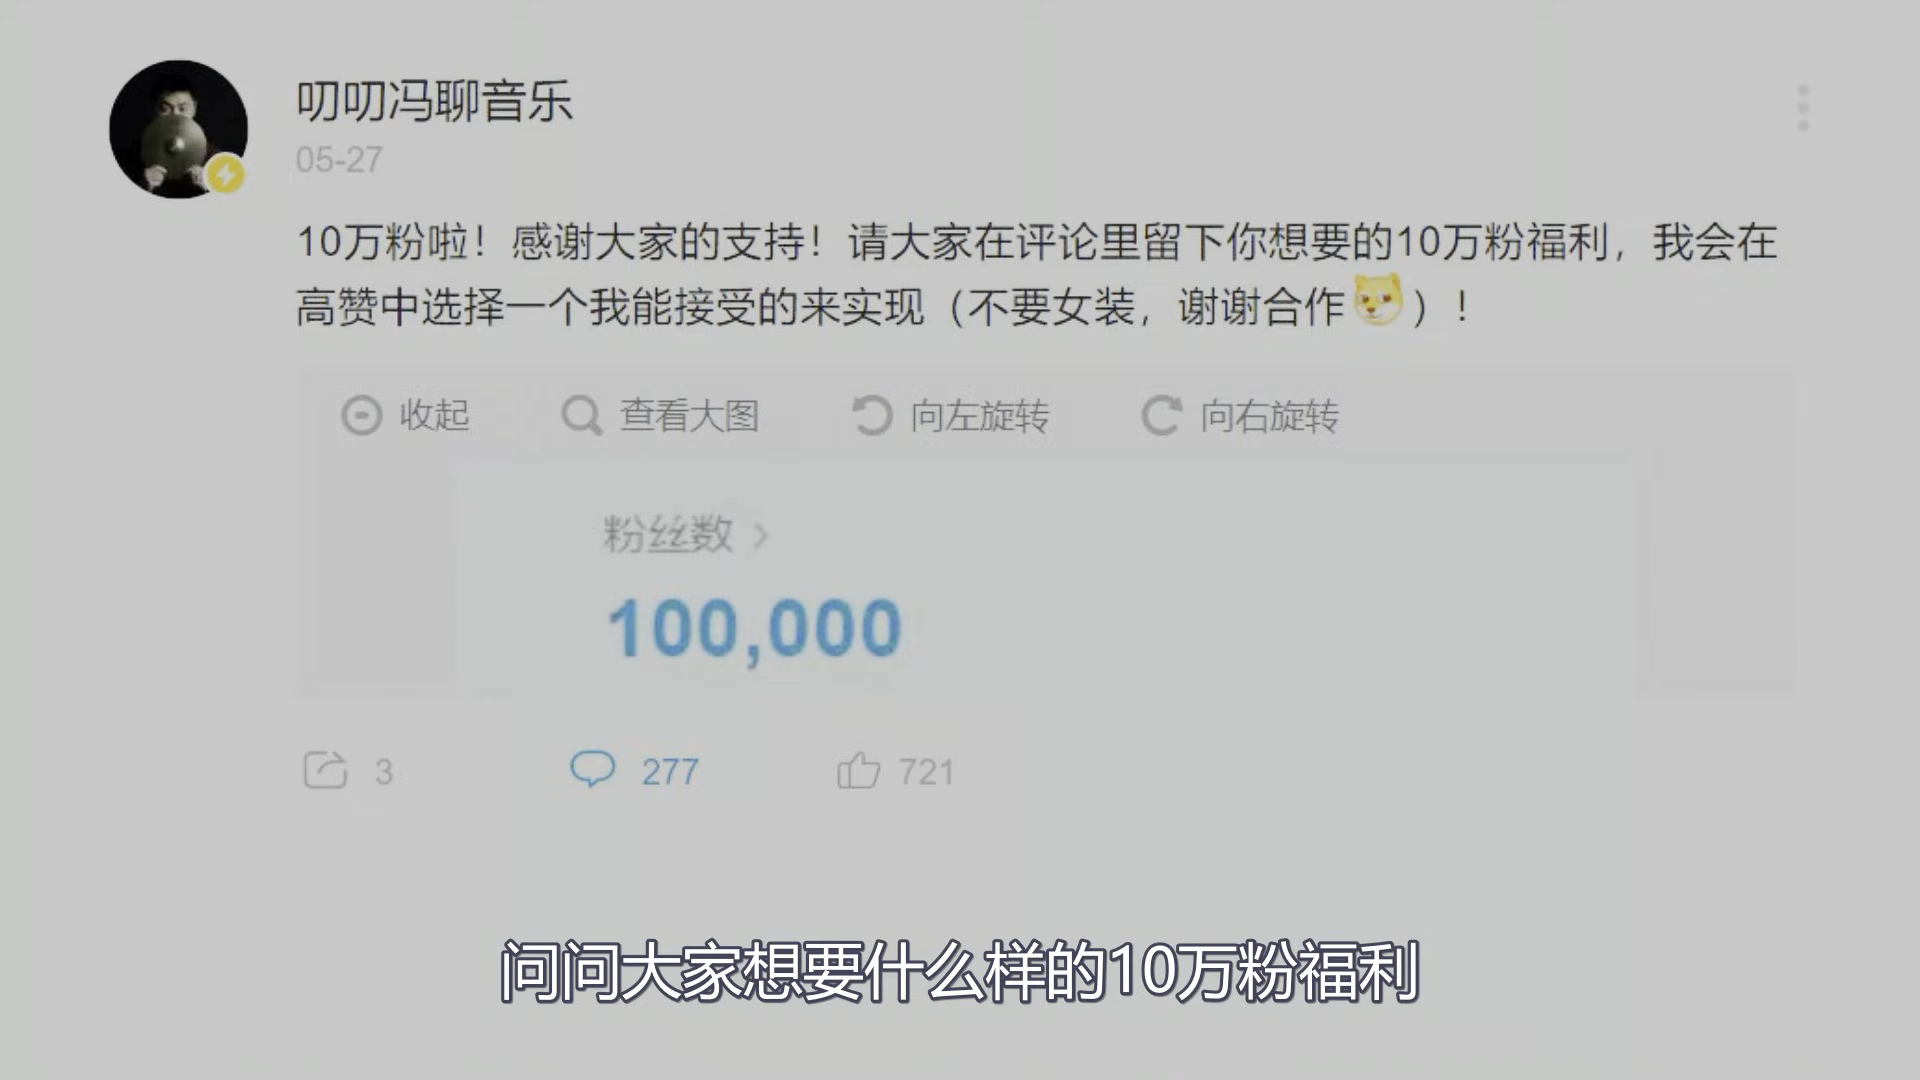 叨叨冯聊音乐
05-27
10万粉啦！感谢大家的支持！请大家在评论里留下你想要的10万粉福利，我会在
高赞中选择一个我能接受的来实现（不要女装，谢谢合作）！
收起 查看大图 向左旋转 向右旋转
粉丝数
100,000
3 277 721
问问大家想要什么样的10万粉福利